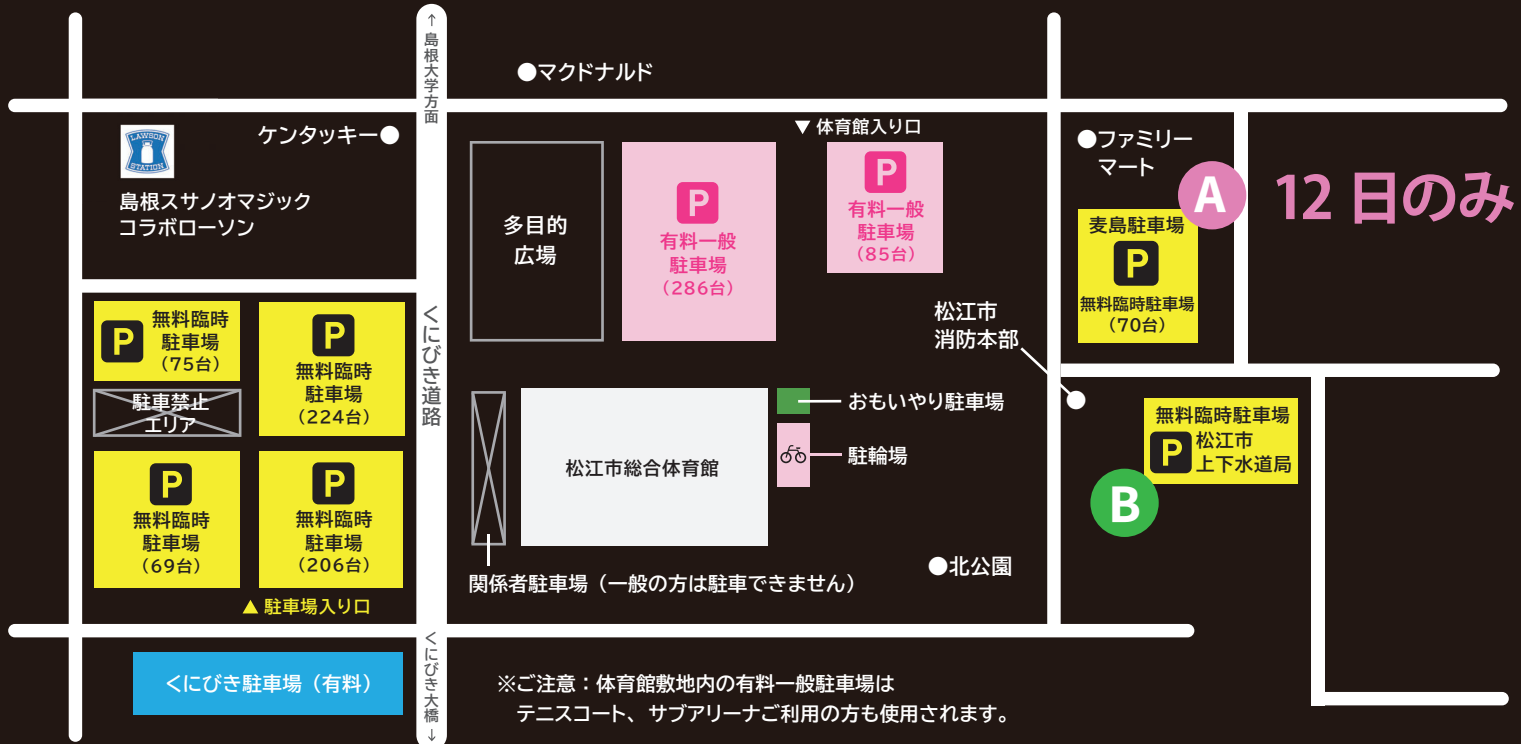 ↑島根大学方面
●マクドナルド
LAWSON
STATION
ケンタッキー●
島根スサノオマジック
コラボローソン
▼ 体育館入り口
多目的
広場
P
有料一般
駐車場
(286台)
P
有料一般
駐車場
(85台)
●ファミリー
マート
A
12 日のみ
麦島駐車場
P
無料臨時駐車場
(70台)
松江市
消防本部
P
無料臨時
駐車場
(75台)
P
無料臨時
駐車場
(224台)
駐車禁止
エリア
くにびき道路
P
無料臨時
駐車場
(69台)
P
無料臨時
駐車場
(206台)
▲ 駐車場入り口
松江市総合体育館
おもいやり駐車場
駐輪場
関係者駐車場（一般の方は駐車できません）
●北公園
無料臨時駐車場
P
松江市
上下水道局
B
くにびき駐車場（有料）
くにびき大橋↓
※ご注意：体育館敷地内の有料一般駐車場は
テニスコート、サブアリーナご利用の方も使用されます。